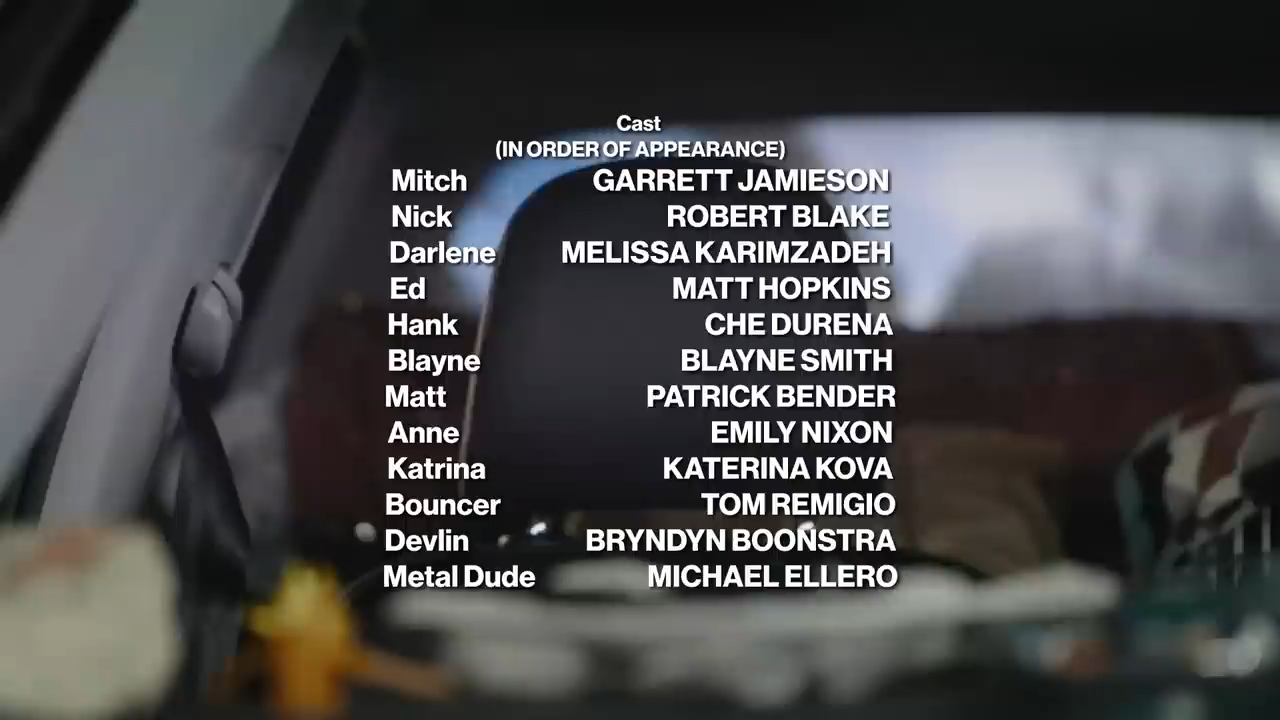 Cast
(IN ORDER OF APPEARANCE)
Mitch GARRETT JAMIESON
Nick ROBERT BLAKE
Darlene MELISSA KARIMZADEH
Ed MATT HOPKINS
Hank CHE DURENA
Blayne BLAYNE SMITH
Matt PATRICK BENDER
Anne EMILY NIXON
Katrina KATERINA KOVA
Bouncer TOM REMIGIO
Devlin BRYNDYN BOONSTRA
Metal Dude MICHAEL ELLERO